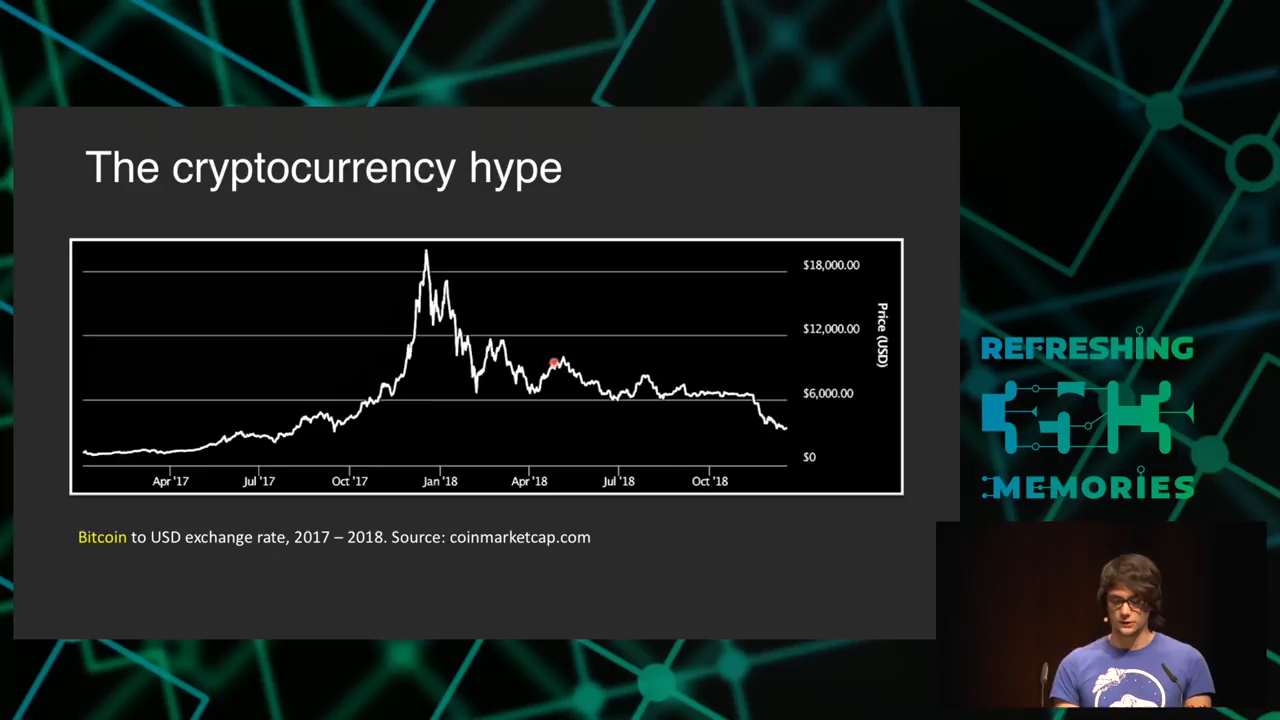 The cryptocurrency hype
$18,000.00
$12,000.00
$6,000.00
$0
Price (USD)
Apr '17
Jul '17
Oct '17
Jan '18
Apr '18
Jul '18
Oct '18
Bitcoin to USD exchange rate, 2017 – 2018. Source: coinmarketcap.com
REFRESHING
35C3
MEMORIES